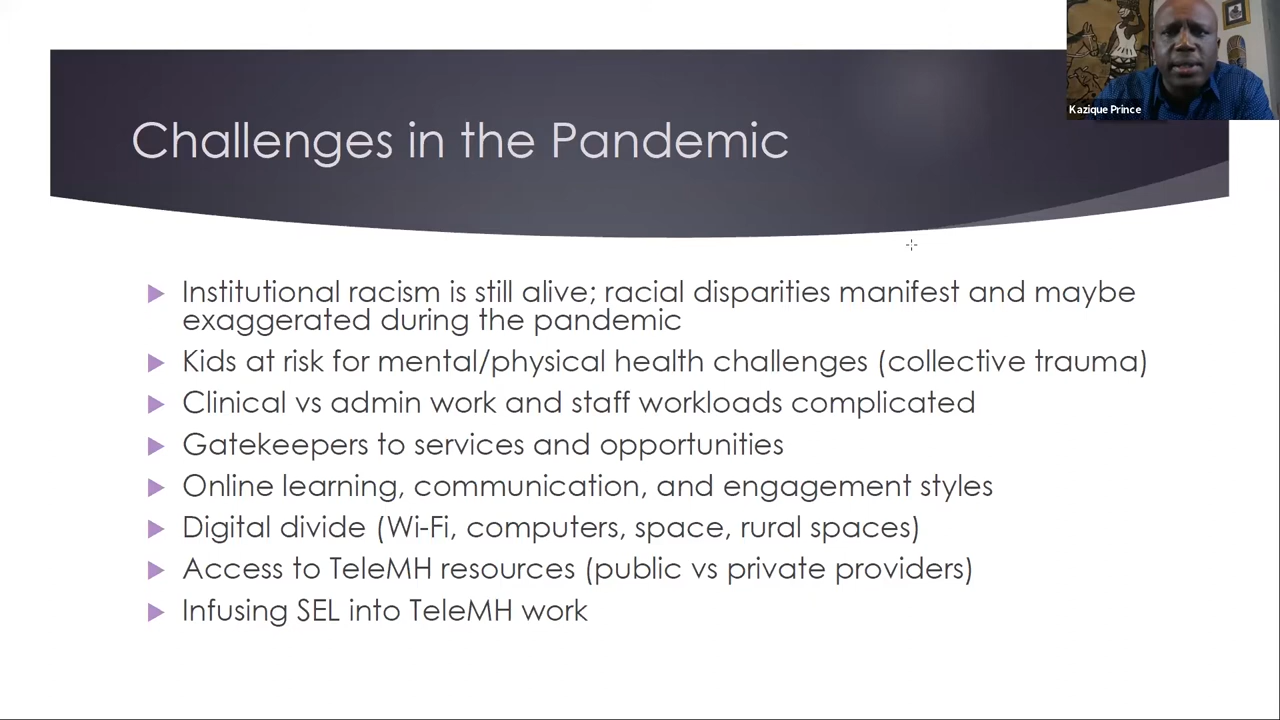 Kazique Prince
Challenges in the Pandemic
Institutional racism is still alive; racial disparities manifest and maybe
exaggerated during the pandemic
Kids at risk for mental/physical health challenges (collective trauma)
Clinical vs admin work and staff workloads complicated
Gatekeepers to services and opportunities
Online learning, communication, and engagement styles
Digital divide (Wi-Fi, computers, space, rural spaces)
Access to TeleMH resources (public vs private providers)
Infusing SEL into TeleMH work